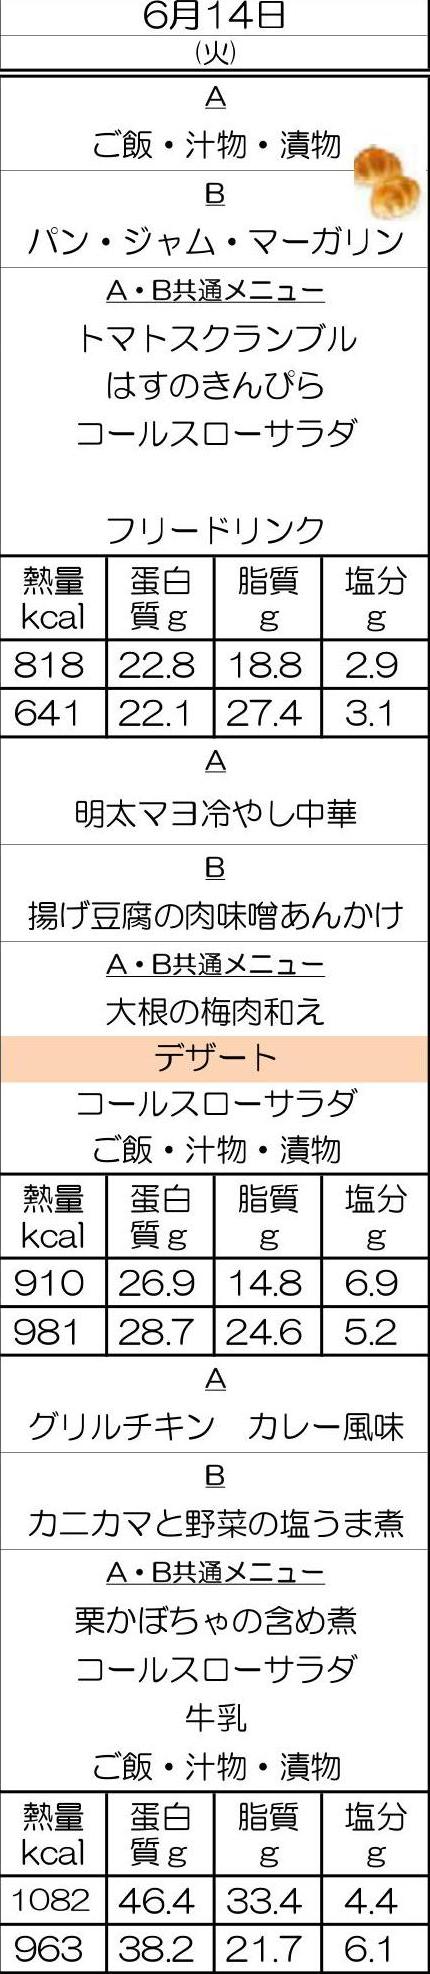 6月14日
(火)
A
ご飯・汁物・漬物
B
パン・ジャム・マーガリン
A・B共通メニュー
トマトスクランブル
はすのきんぴら
コールスローサラダ
フリードリンク
熱量 蛋白 脂質 塩分
kcal 質g g g
818 22.8 18.8 2.9
641 22.1 27.4 3.1
A
明太マヨ冷やし中華
B
揚げ豆腐の肉味噌あんかけ
A・B共通メニュー
大根の梅肉和え
デザート
コールスローサラダ
ご飯・汁物・漬物
熱量 蛋白 脂質 塩分
kcal 質g g g
910 26.9 14.8 6.9
981 28.7 24.6 5.2
A
グリルチキン　カレー風味
B
カニカマと野菜の塩うま煮
A・B共通メニュー
栗かぼちゃの含め煮
コールスローサラダ
牛乳
ご飯・汁物・漬物
熱量 蛋白 脂質 塩分
kcal 質g g g
1082 46.4 33.4 4.4
963 38.2 21.7 6.1